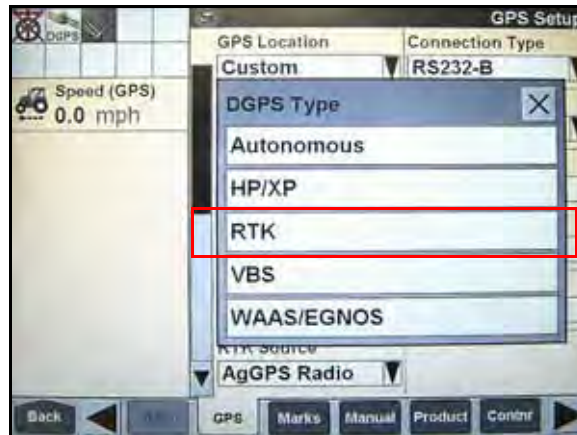 DGPS
GPS Setup
GPS Location
Connection Type
Custom
RS232-B
Speed (GPS)
0.0 mph
DGPS Type
Autonomous
HP/XP
RTK
VBS
WAAS/EGNOS
RTK Source
AgGPS Radio
Back
GPS
Marks
Manual
Product
Contnr